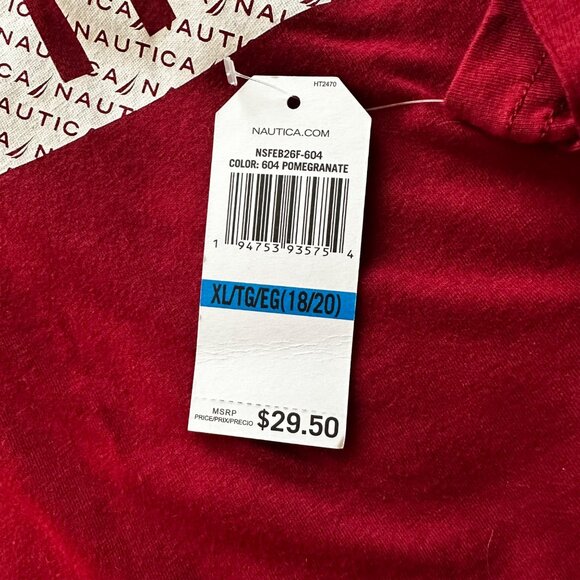 NAUTICA
NAUTICA
NAUTICA
NAUTICA
HT2470
NAUTICA.COM
NSFEB26F-604
COLOR: 604 POMEGRANATE
1 94753 93575 4
XL/TG/EG(18/20)
MSRP
PRICE/PRIX/PRECIO
$29.50